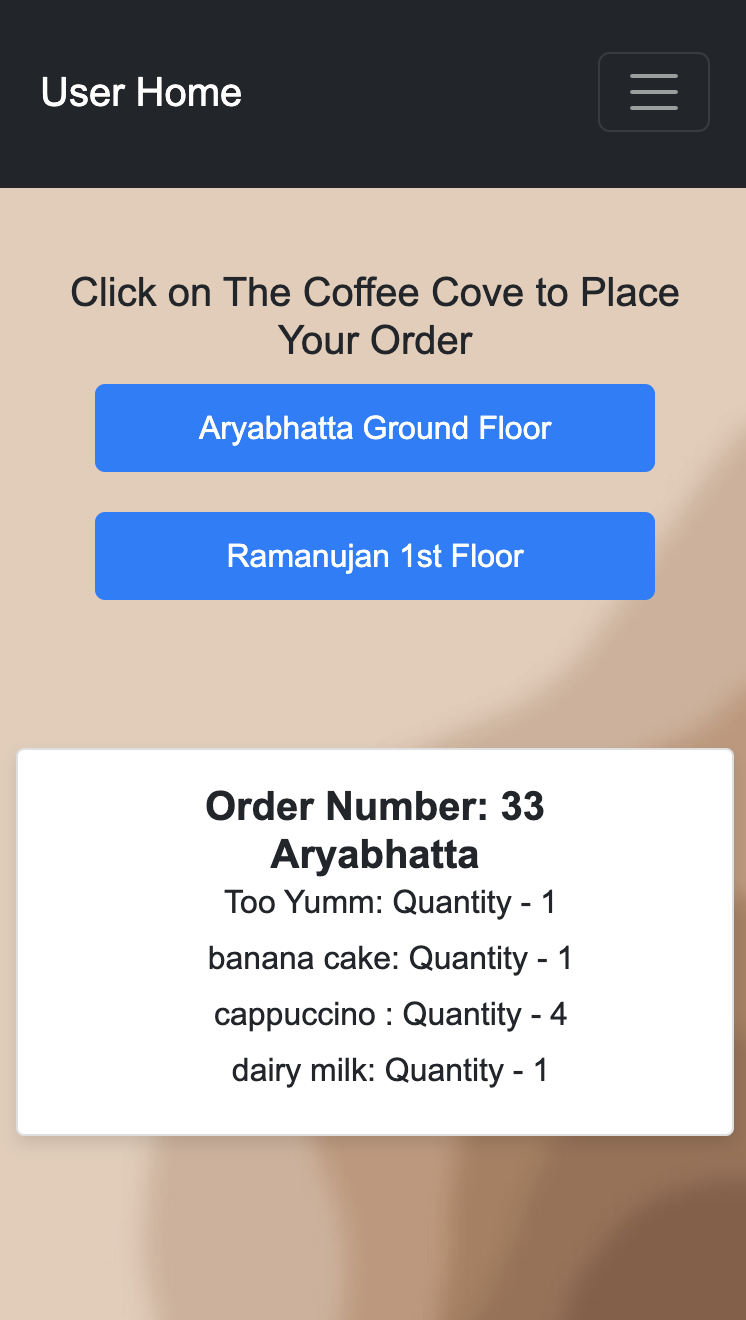 User Home
Click on The Coffee Cove to Place
Your Order
Aryabhatta Ground Floor
Ramanujan 1st Floor
Order Number: 33
Aryabhatta
Too Yumm: Quantity - 1
banana cake: Quantity - 1
cappuccino : Quantity - 4
dairy milk: Quantity - 1